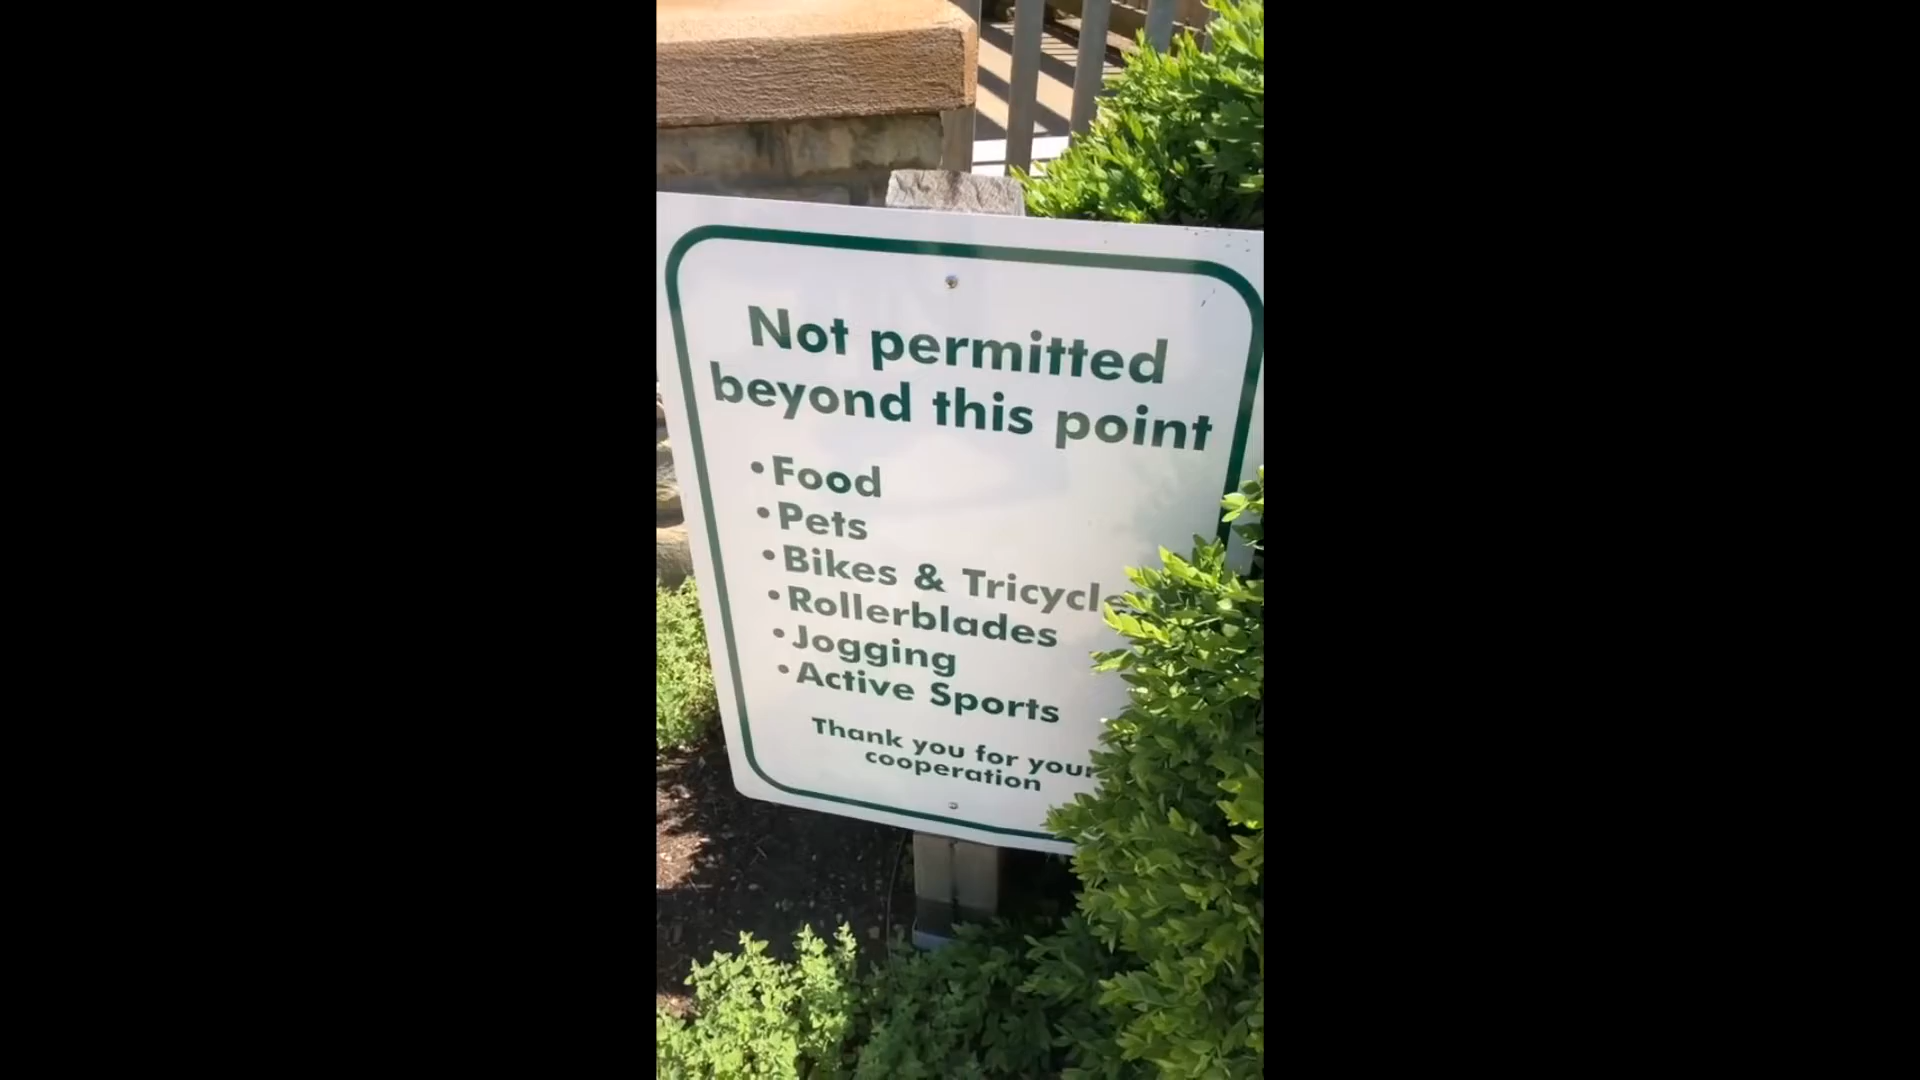 Not permitted
beyond this point
•Food
•Pets
•Bikes & Tricycle
•Rollerblades
•Jogging
•Active Sports
Thank you for your
cooperation